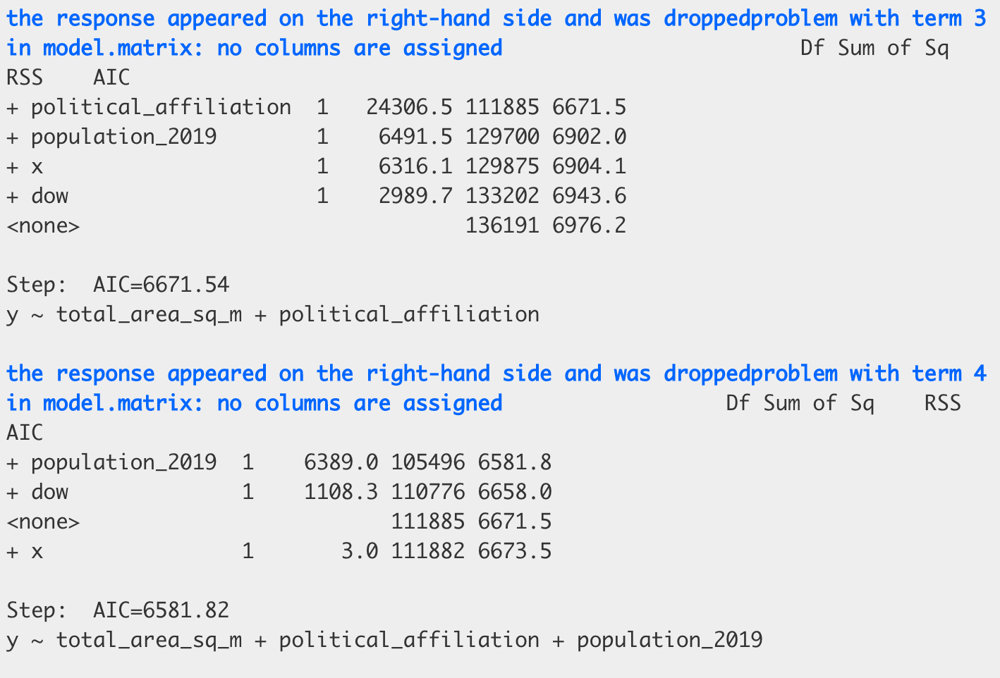 the response appeared on the right-hand side and was droppedproblem with term 3
in model.matrix: no columns are assigned                        Df Sum of Sq
RSS    AIC
+ political_affiliation  1   24306.5 111885 6671.5
+ population_2019        1    6491.5 129700 6902.0
+ x                      1    6316.1 129875 6904.1
+ dow                    1    2989.7 133202 6943.6
<none>                               136191 6976.2
Step:  AIC=6671.54
y ~ total_area_sq_m + political_affiliation
the response appeared on the right-hand side and was droppedproblem with term 4
in model.matrix: no columns are assigned                  Df Sum of Sq    RSS
AIC
+ population_2019  1    6389.0 105496 6581.8
+ dow              1    1108.3 110776 6658.0
<none>                         111885 6671.5
+ x                1       3.0 111882 6673.5
Step:  AIC=6581.82
y ~ total_area_sq_m + political_affiliation + population_2019